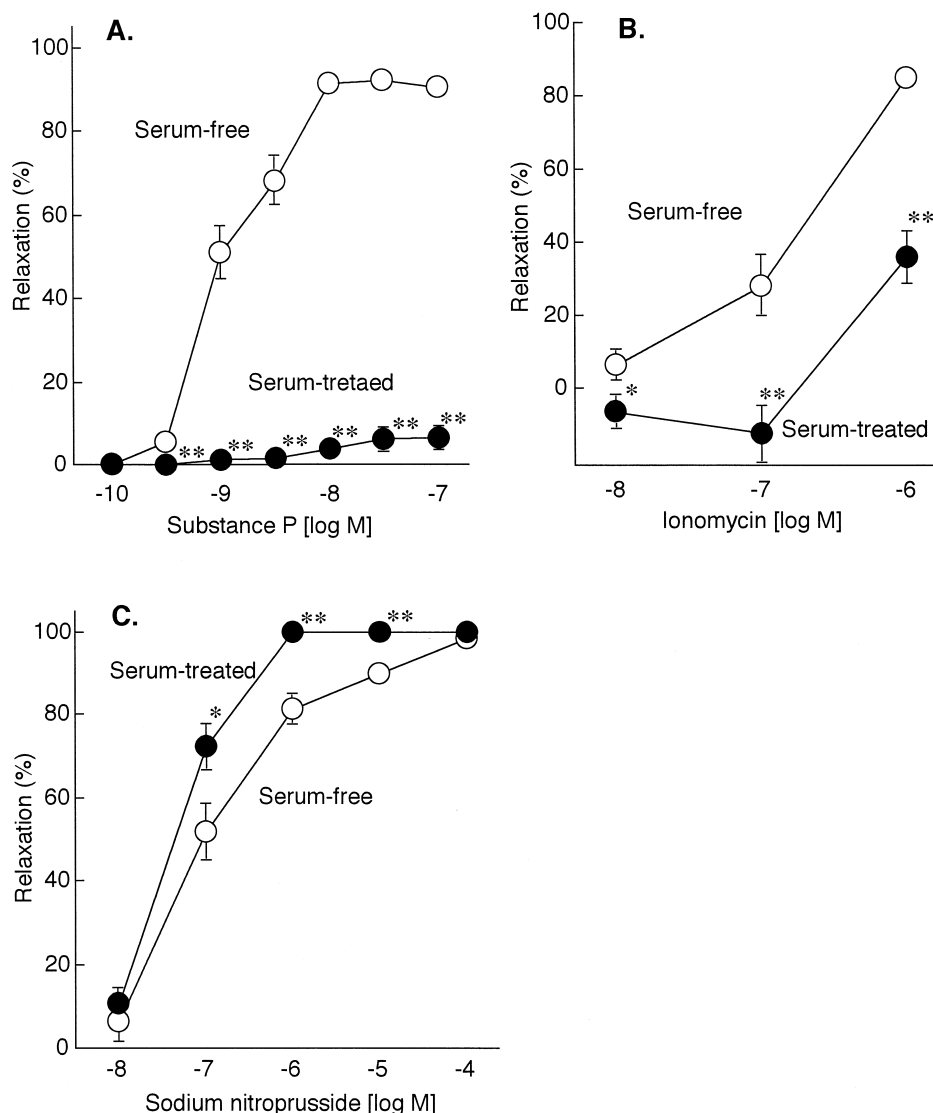 A.
100
80
60
40
20
0
Relaxation (%)
Serum-free
Serum-tretaed
**
**
**
**
**
**
-10
-9
-8
-7
Substance P [log M]
B.
100
80
60
40
20
0
Relaxation (%)
Serum-free
**
*
**
Serum-treated
-8
-7
-6
Ionomycin [log M]
C.
100
80
60
40
20
0
Relaxation (%)
**
**
Serum-treated
*
Serum-free
-8
-7
-6
-5
-4
Sodium nitroprusside [log M]